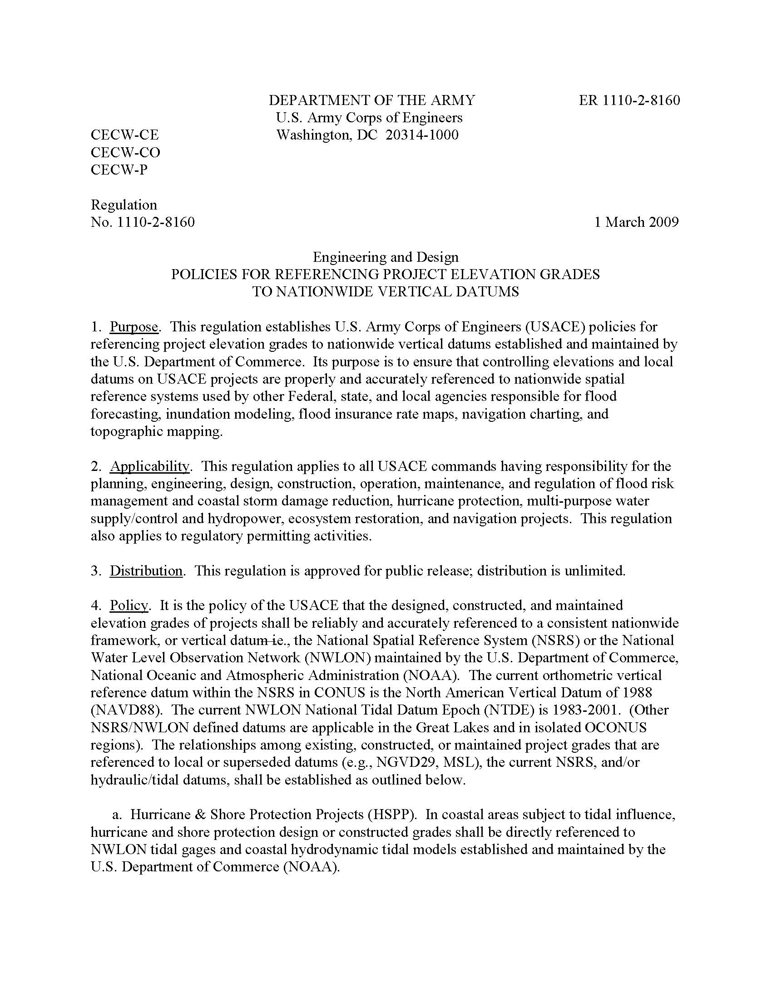 DEPARTMENT OF THE ARMY ER 1110-2-8160
U.S. Army Corps of Engineers
CECW-CE Washington, DC 20314-1000
CECW-CO
CECW-P
Regulation
No. 1110-2-8160 1 March 2009
Engineering and Design
POLICIES FOR REFERENCING PROJECT ELEVATION GRADES
TO NATIONWIDE VERTICAL DATUMS
1. Purpose. This regulation establishes U.S. Army Corps of Engineers (USACE) policies for
referencing project elevation grades to nationwide vertical datums established and maintained by
the U.S. Department of Commerce. Its purpose is to ensure that controlling elevations and local
datums on USACE projects are properly and accurately referenced to nationwide spatial
reference systems used by other Federal, state, and local agencies responsible for flood
forecasting, inundation modeling, flood insurance rate maps, navigation charting, and
topographic mapping.
2. Applicability. This regulation applies to all USACE commands having responsibility for the
planning, engineering, design, construction, operation, maintenance, and regulation of flood risk
management and coastal storm damage reduction, hurricane protection, multi-purpose water
supply/control and hydropower, ecosystem restoration, and navigation projects. This regulation
also applies to regulatory permitting activities.
3. Distribution. This regulation is approved for public release; distribution is unlimited.
4. Policy. It is the policy of the USACE that the designed, constructed, and maintained
elevation grades of projects shall be reliably and accurately referenced to a consistent nationwide
framework, or vertical datum—ie., the National Spatial Reference System (NSRS) or the National
Water Level Observation Network (NWLON) maintained by the U.S. Department of Commerce,
National Oceanic and Atmospheric Administration (NOAA). The current orthometric vertical
reference datum within the NSRS in CONUS is the North American Vertical Datum of 1988
(NAVD88). The current NWLON National Tidal Datum Epoch (NTDE) is 1983-2001. (Other
NSRS/NWLON defined datums are applicable in the Great Lakes and in isolated OCONUS
regions). The relationships among existing, constructed, or maintained project grades that are
referenced to local or superseded datums (e.g., NGVD29, MSL), the current NSRS, and/or
hydraulic/tidal datums, shall be established as outlined below.
a. Hurricane & Shore Protection Projects (HSPP). In coastal areas subject to tidal influence,
hurricane and shore protection design or constructed grades shall be directly referenced to
NWLON tidal gages and coastal hydrodynamic tidal models established and maintained by the
U.S. Department of Commerce (NOAA).